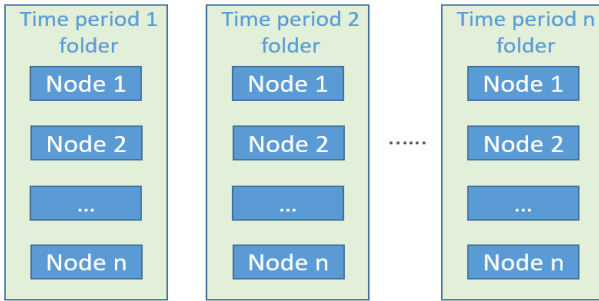 Time period 1
folder
Node 1
Node 2
...
Node n
Time period 2
folder
Node 1
Node 2
...
Node n
......
Time period n
folder
Node 1
Node 2
...
Node n